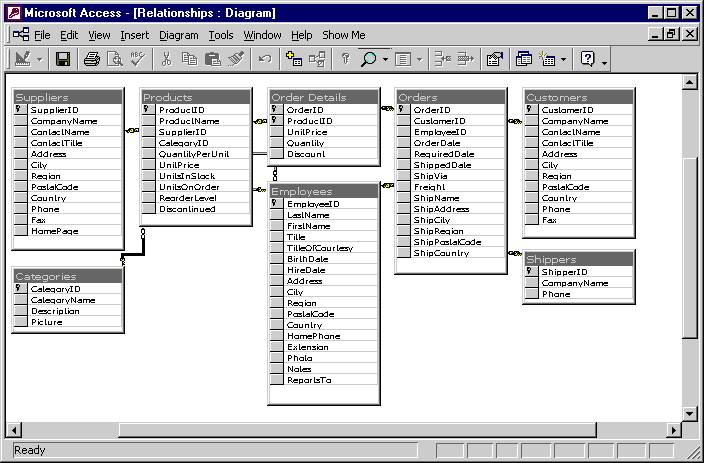 Microsoft Access - [Relationships : Diagram]
File Edit View Insert Diagram Tools Window Help Show Me
Suppliers
SupplierID
CompanyName
ContactName
ContactTitle
Address
City
Region
PostalCode
Country
Phone
Fax
HomePage
Products
ProductID
ProductName
SupplierID
CategoryID
QuantityPerUnit
UnitPrice
UnitsInStock
UnitsOnOrder
ReorderLevel
Discontinued
Order Details
OrderID
ProductID
UnitPrice
Quantity
Discount
Orders
OrderID
CustomerID
EmployeeID
OrderDate
RequiredDate
ShippedDate
ShipVia
Freight
ShipName
ShipAddress
ShipCity
ShipRegion
ShipPostalCode
ShipCountry
Customers
CustomerID
CompanyName
ContactName
ContactTitle
Address
City
Region
PostalCode
Country
Phone
Fax
Employees
EmployeeID
LastName
FirstName
Title
TitleOfCourtesy
BirthDate
HireDate
Address
City
Region
PostalCode
Country
HomePhone
Extension
Photo
Notes
ReportsTo
Categories
CategoryID
CategoryName
Description
Picture
Shippers
ShipperID
CompanyName
Phone
Ready